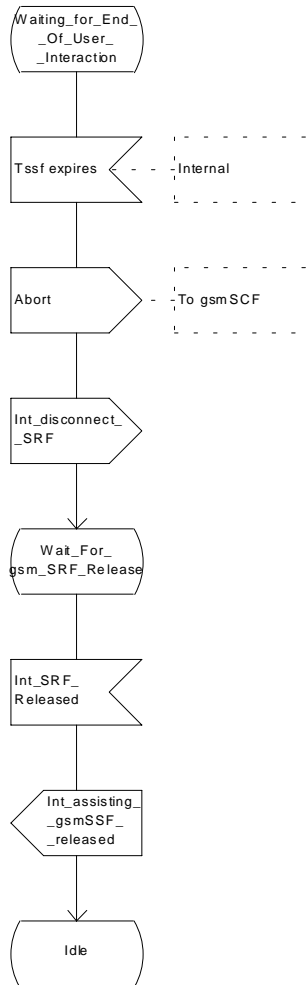 Waiting_for_End_
_Of_User_
_Interaction
Tssf expires
Internal
Abort
To gsmSCF
Int_disconnect_
_SRF
Wait_For_
gsm_SRF_Release
Int_SRF_
Released
Int_assisting_
_gsmSSF_
_released
Idle